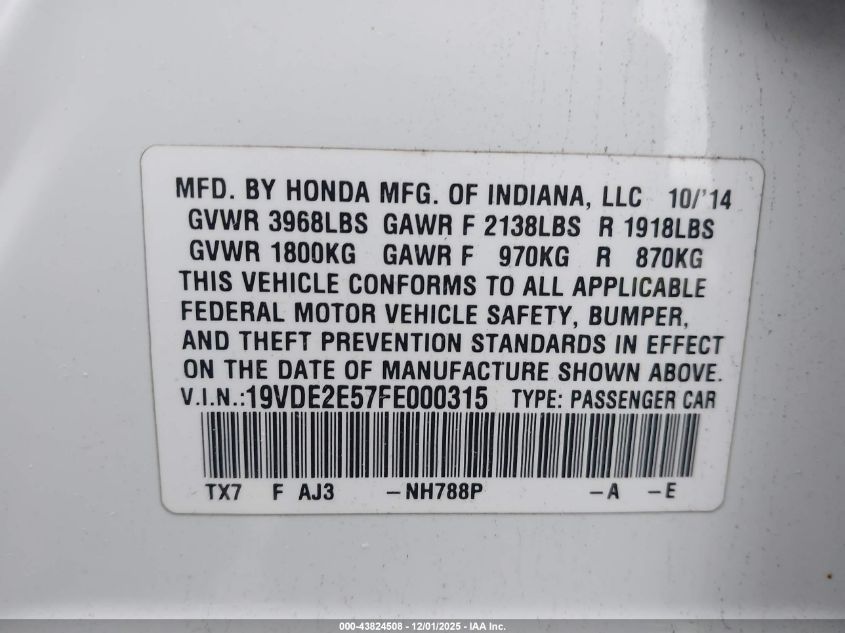 MFD. BY HONDA MFG. OF INDIANA, LLC 10/'14
GVWR 3968LBS GAWR F 2138LBS R 1918LBS
GVWR 1800KG GAWR F 970KG R 870KG
THIS VEHICLE CONFORMS TO ALL APPLICABLE
FEDERAL MOTOR VEHICLE SAFETY, BUMPER,
AND THEFT PREVENTION STANDARDS IN EFFECT
ON THE DATE OF MANUFACTURE SHOWN ABOVE.
V.I.N.:19VDE2E57FE000315 TYPE: PASSENGER CAR
TX7 F AJ3 -NH788P -A -E
000-43824508 - 12/01/2025 - IAA Inc.